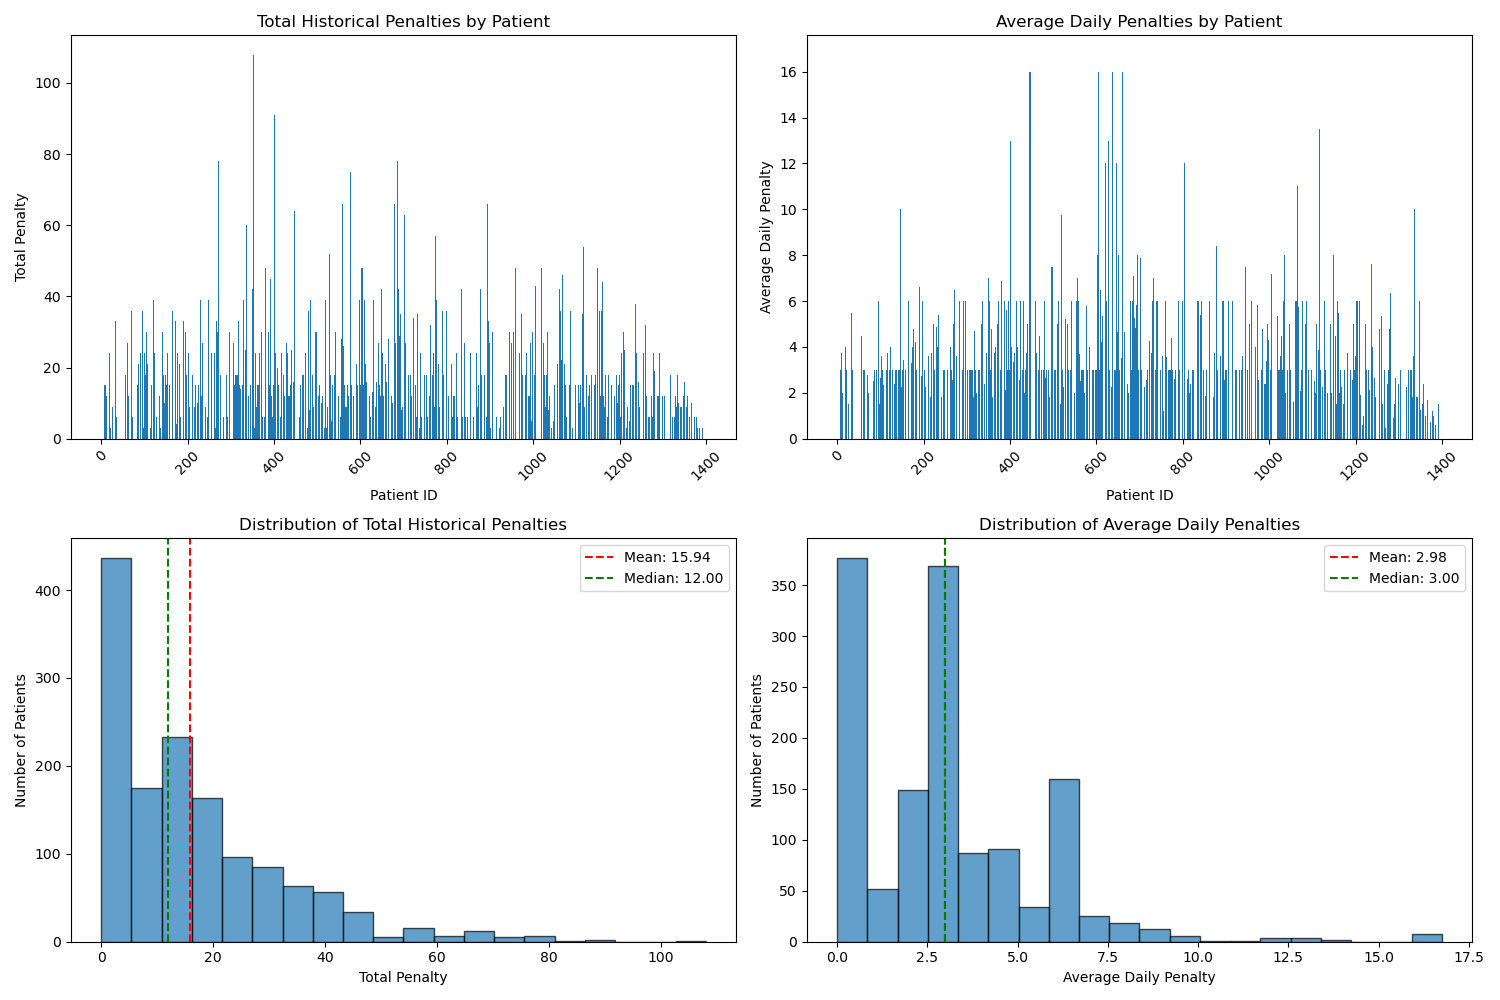 Total Historical Penalties by Patient
Total Penalty
100
80
60
40
20
0
0 200 400 600 800 1000 1200 1400
Patient ID
Average Daily Penalties by Patient
Average Daily Penalty
16
14
12
10
8
6
4
2
0
0 200 400 600 800 1000 1200 1400
Patient ID
Distribution of Total Historical Penalties
Mean: 15.94
Median: 12.00
Number of Patients
400
300
200
100
0
0 20 40 60 80 100
Total Penalty
Distribution of Average Daily Penalties
Mean: 2.98
Median: 3.00
Number of Patients
350
300
250
200
150
100
50
0
0.0 2.5 5.0 7.5 10.0 12.5 15.0 17.5
Average Daily Penalty